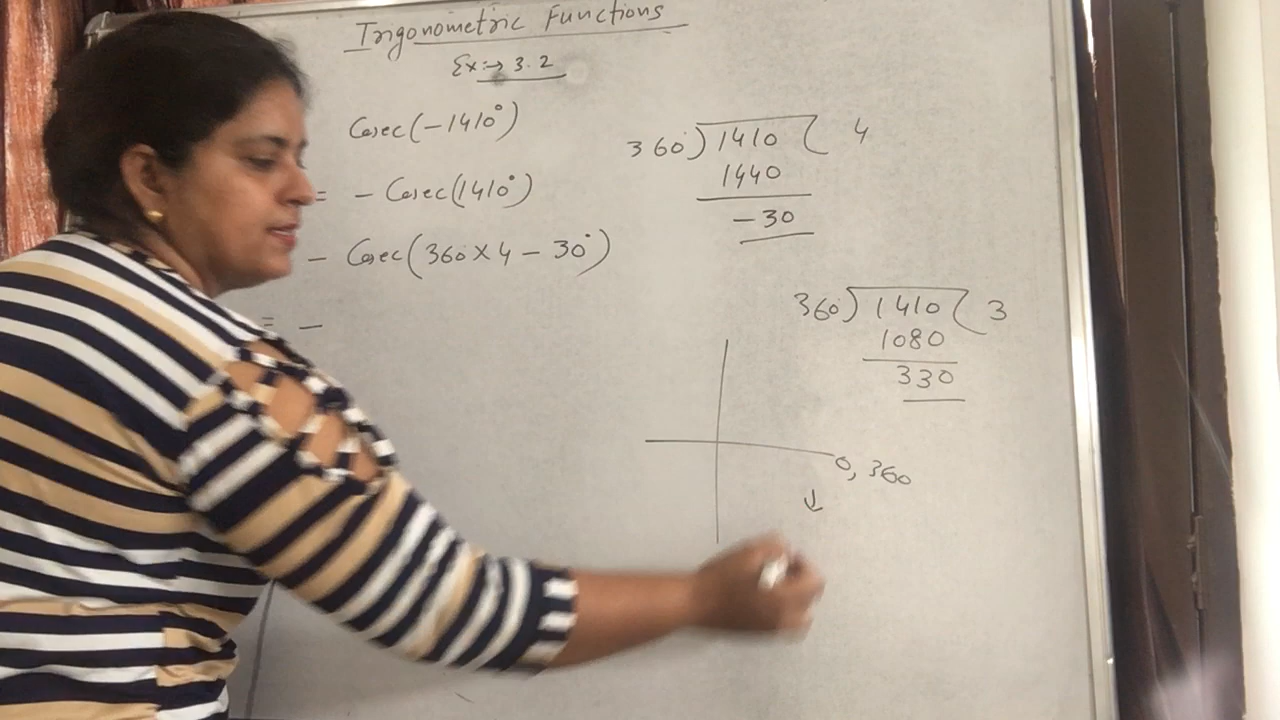 Trigonometric Functions
Ex:→ 3.2
Cosec(-1410°)
= - Cosec(1410°)
- Cosec(360×4 - 30°)
= -
360°)1410( 4
1440
-30
360°)1410( 3
1080
330
0, 360
↓